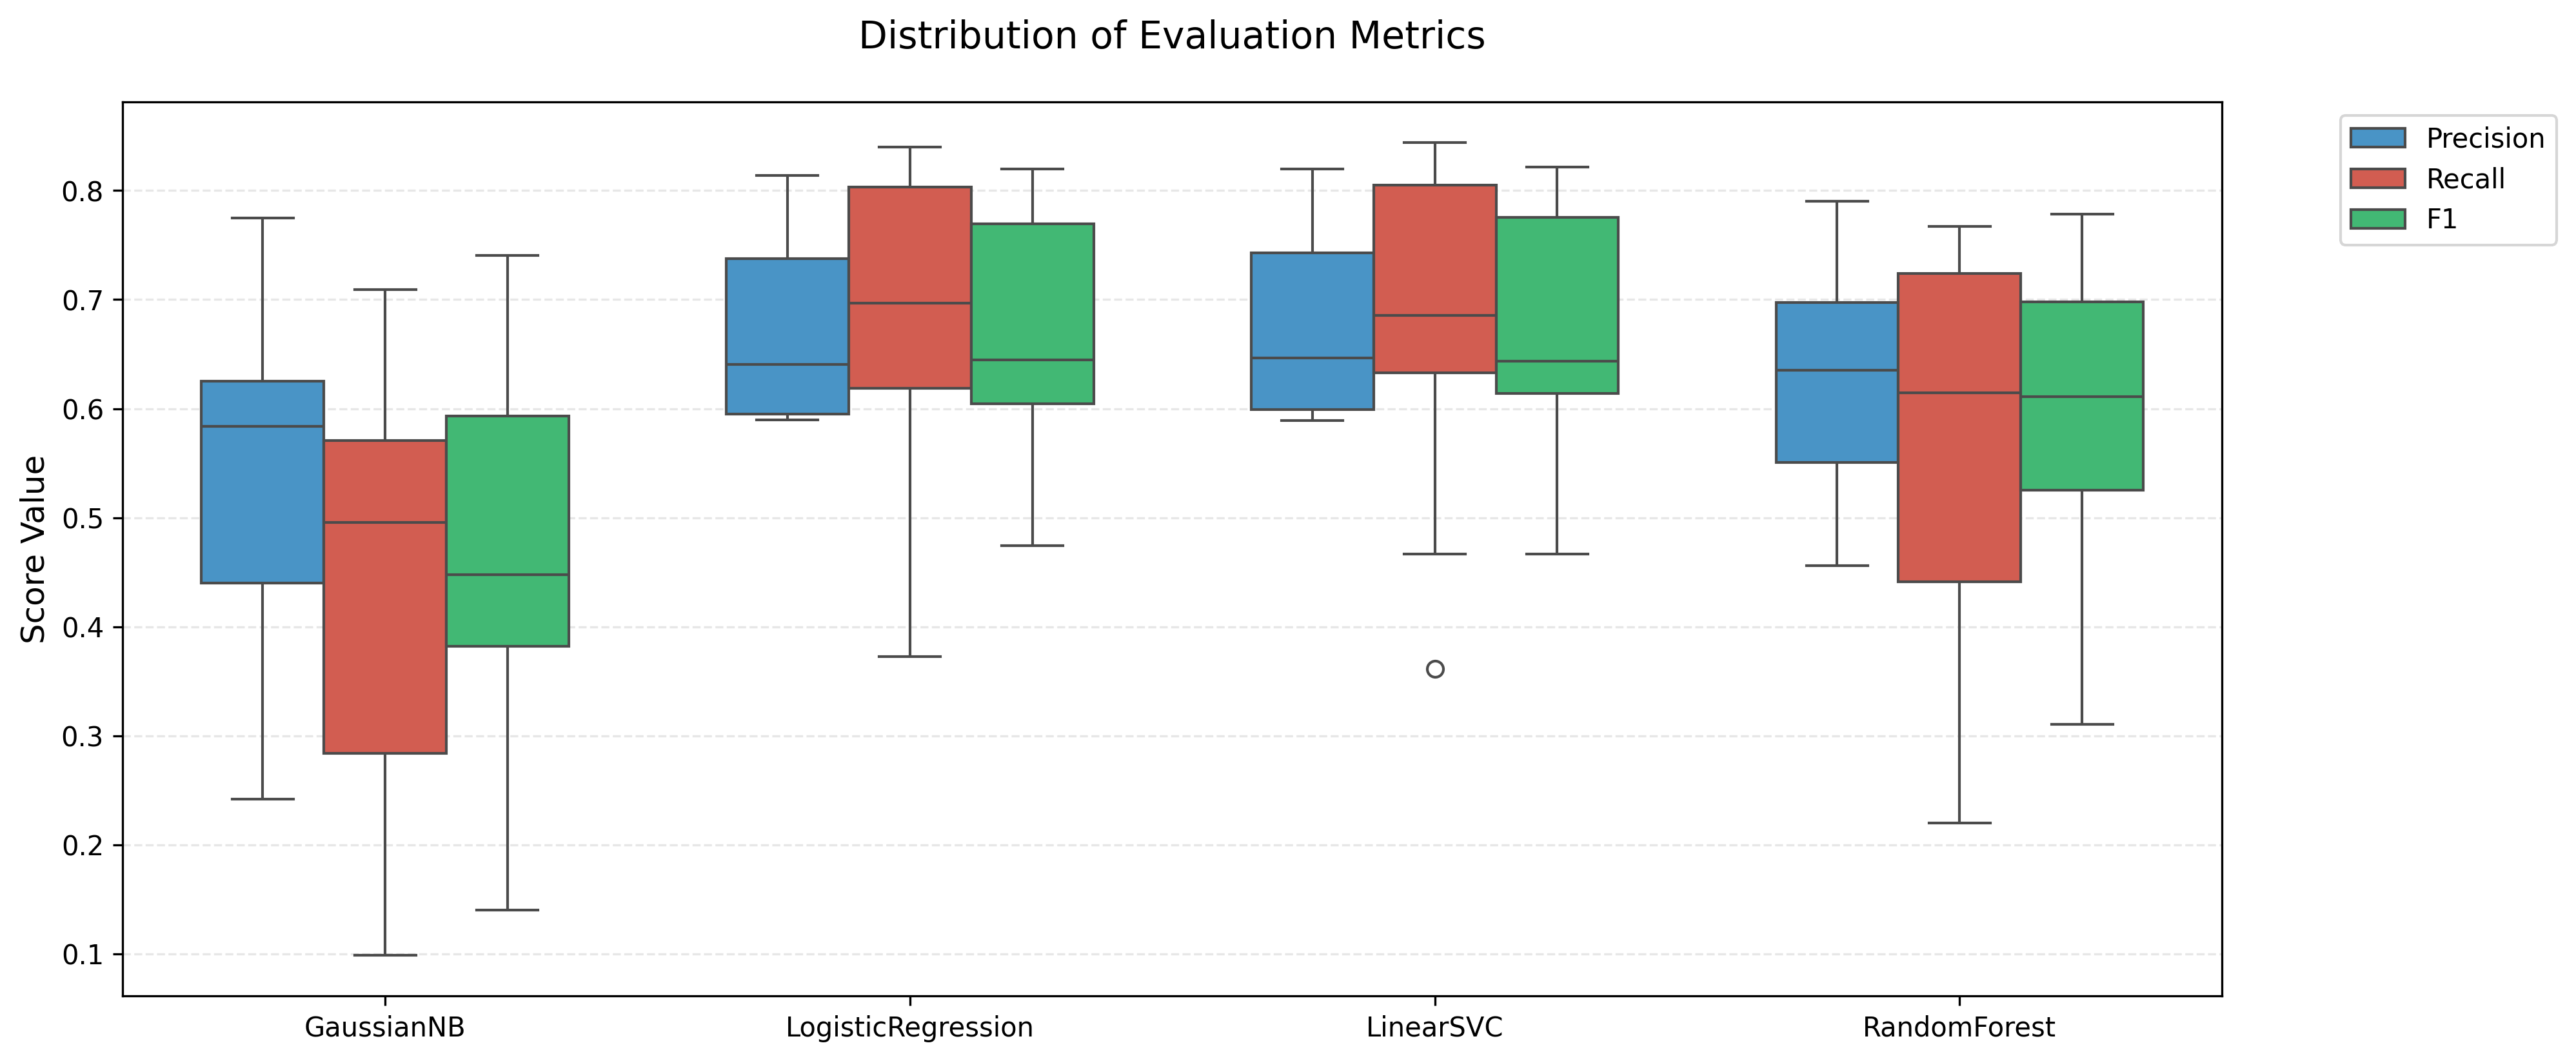 Distribution of Evaluation Metrics
Precision
Recall
F1
Score Value
0.8
0.7
0.6
0.5
0.4
0.3
0.2
0.1
GaussianNB
LogisticRegression
LinearSVC
RandomForest